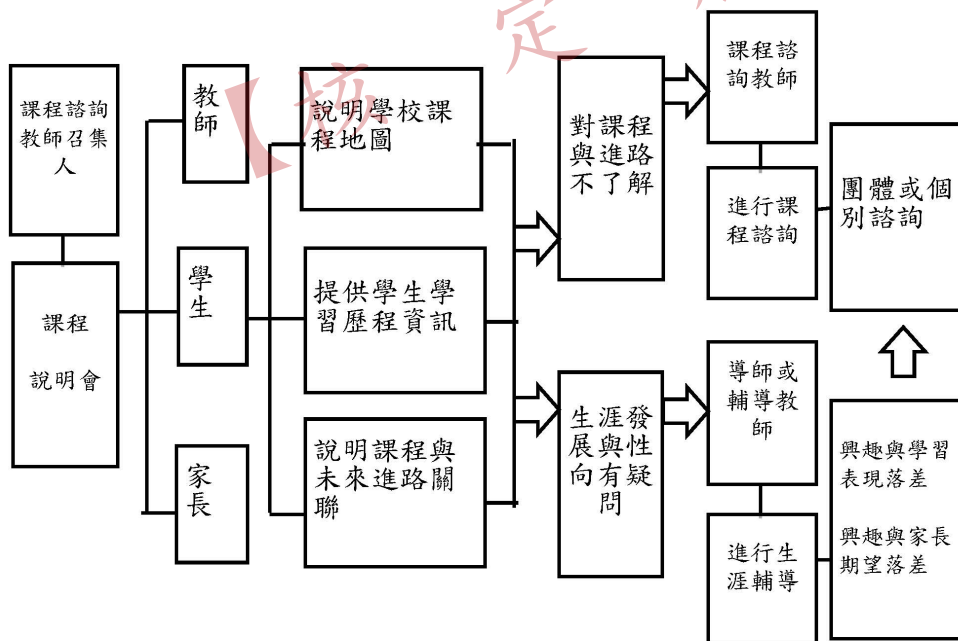 課程諮詢
教師召集
人
課程
說明會
教
師
學
生
家
長
說明學校課
程地圖
提供學生學
習歷程資訊
說明課程與
未來進路關
聯
對課程
與進路
不了解
生涯發
展與性
向有疑
問
課程諮
詢教師
進行課
程諮詢
團體或個
別諮詢
導師或
輔導教
師
進行生
涯輔導
興趣與學習
表現落差
興趣與家長
期望落差
【核定